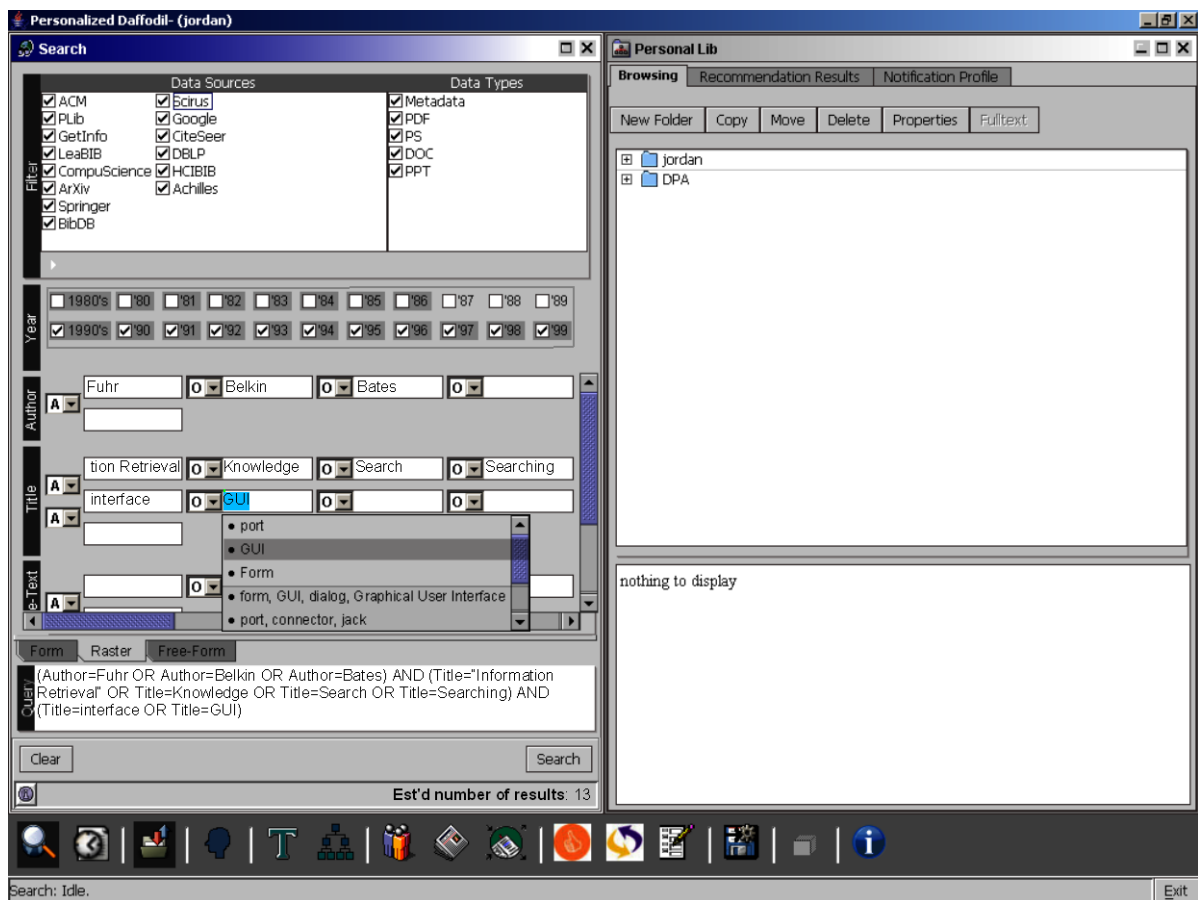 Personalized Daffodil- (jordan)
Search
Data Sources
Data Types
Filter
ACM
Scirus
Metadata
PLib
Google
PDF
GetInfo
CiteSeer
PS
LeaBIB
DBLP
DOC
CompuScience
HCIBIB
PPT
ArXiv
Achilles
Springer
BibDB
Year
1980's '80 '81 '82 '83 '84 '85 '86 '87 '88 '89
1990's '90 '91 '92 '93 '94 '95 '96 '97 '98 '99
Author
Fuhr O Belkin O Bates O
A
Title
tion Retrieval O Knowledge O Search O Searching
A
interface O GUI O O
A
• port
• GUI
• Form
• form, GUI, dialog, Graphical User Interface
• port, connector, jack
e-Text
O
A
Form Raster Free-Form
Query
(Author=Fuhr OR Author=Belkin OR Author=Bates) AND (Title="Information
Retrieval" OR Title=Knowledge OR Title=Search OR Title=Searching) AND
(Title=interface OR Title=GUI)
Clear
Search
Est'd number of results: 13
Personal Lib
Browsing Recommendation Results Notification Profile
New Folder Copy Move Delete Properties Fulltext
jordan
DPA
nothing to display
T
i
Search: Idle.
Exit